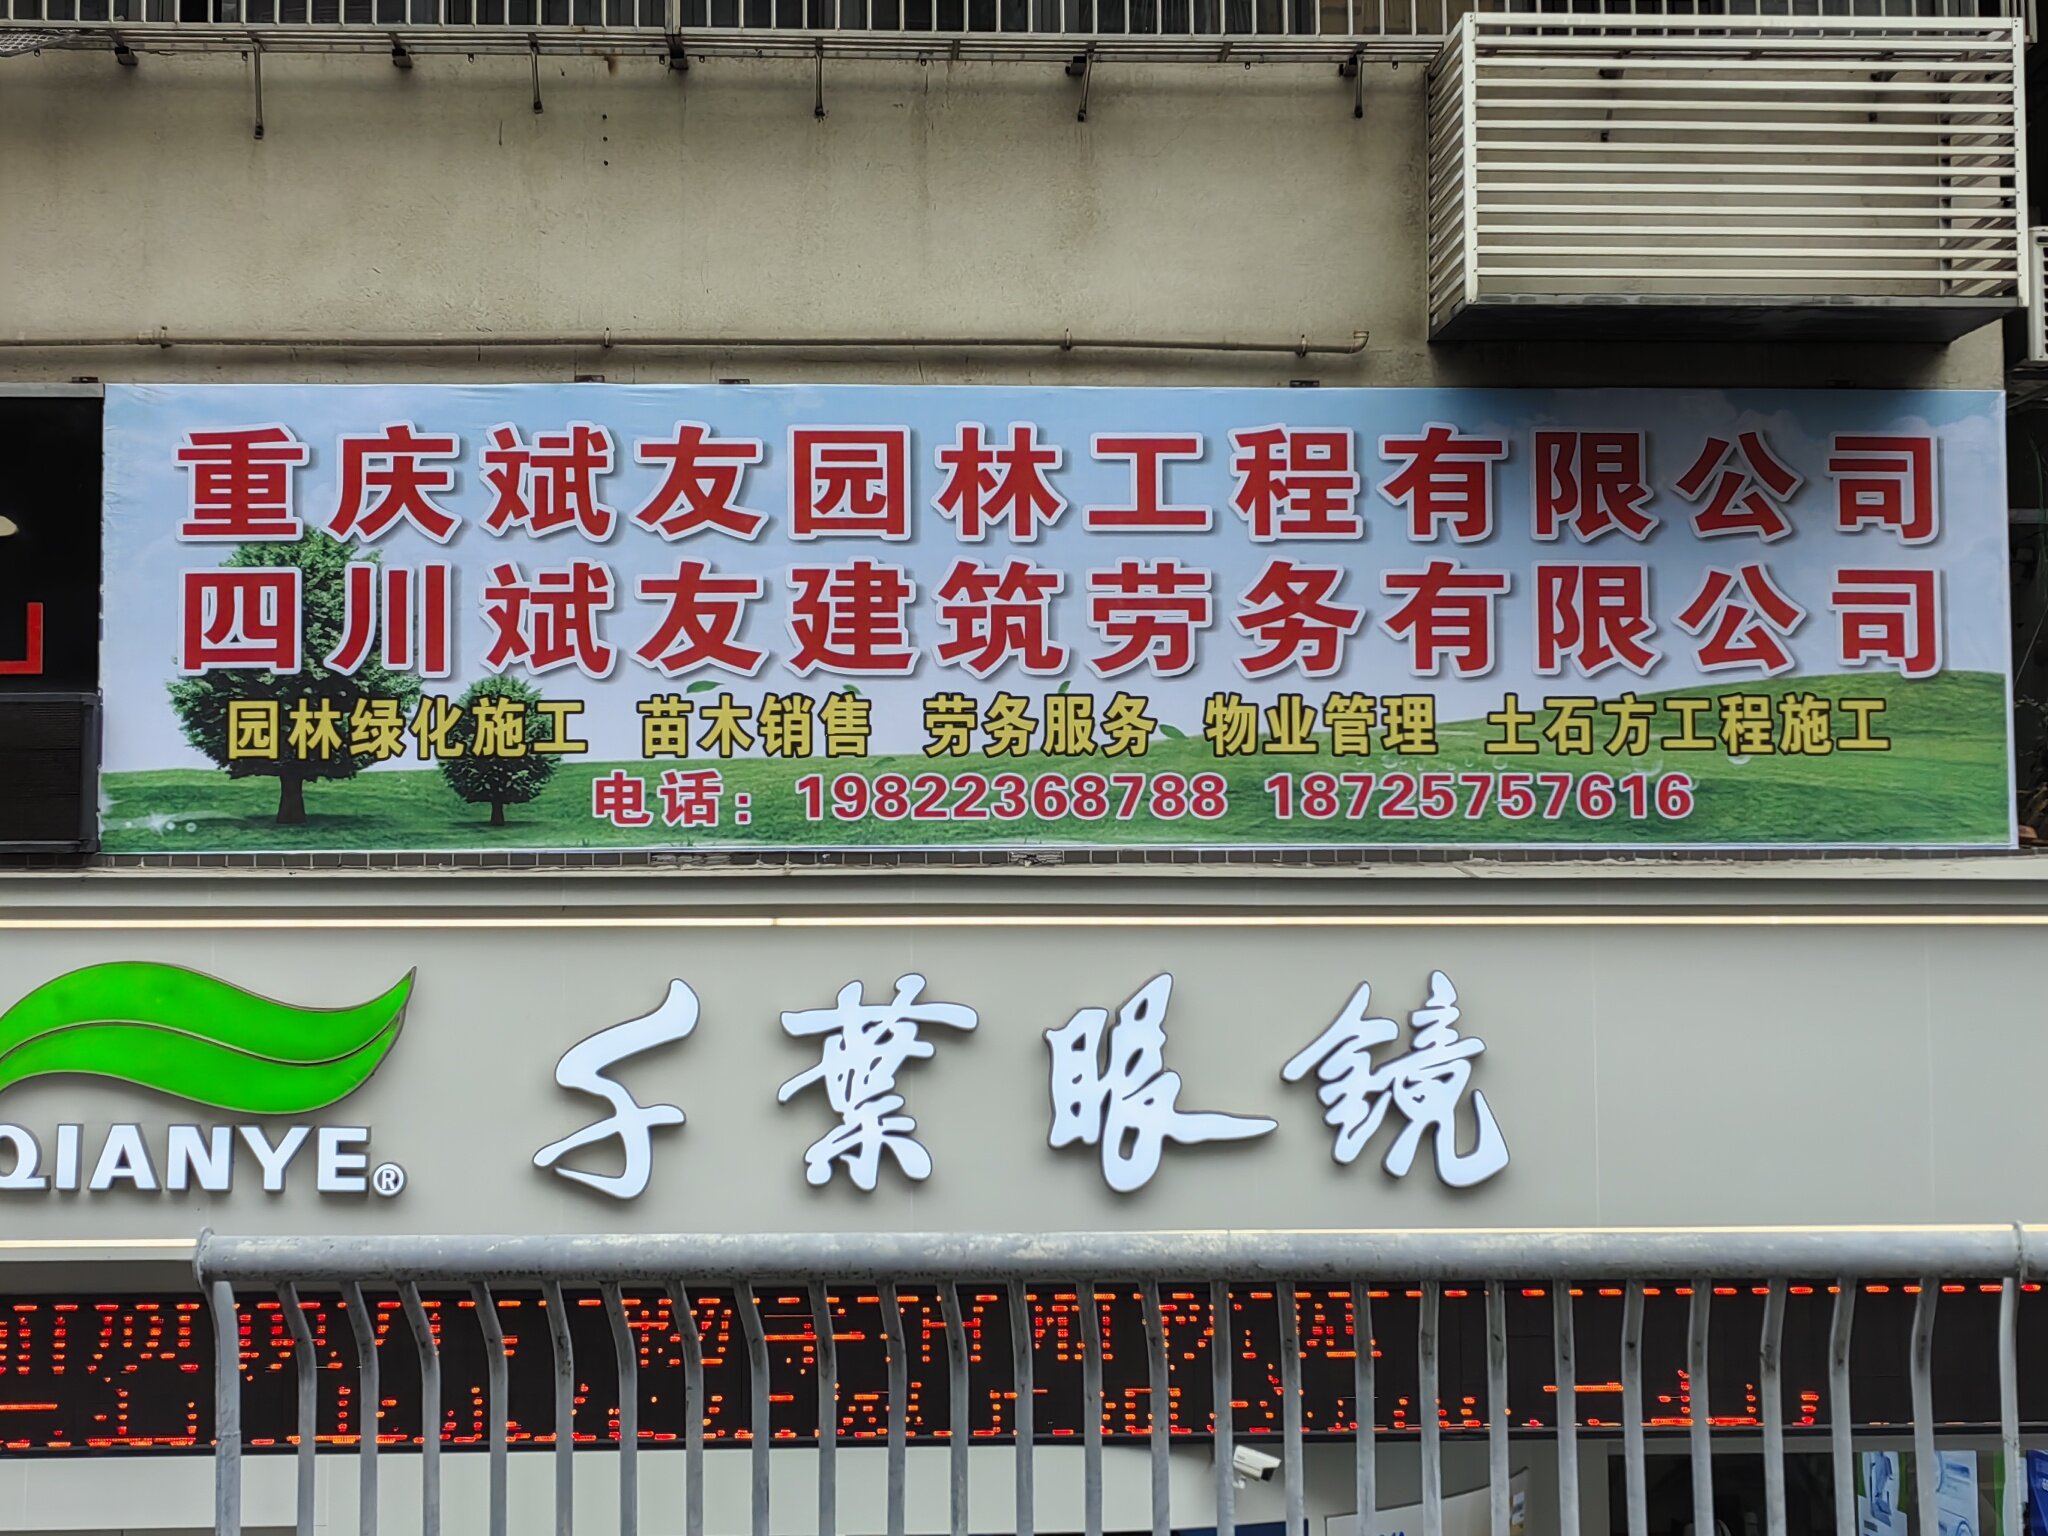 重庆斌友园林工程有限公司
四川斌友建筑劳务有限公司
园林绿化施工 苗木销售 劳务服务 物业管理 土石方工程施工
电话：19822368788 18725757616
QIANYE® 千葉眼镜